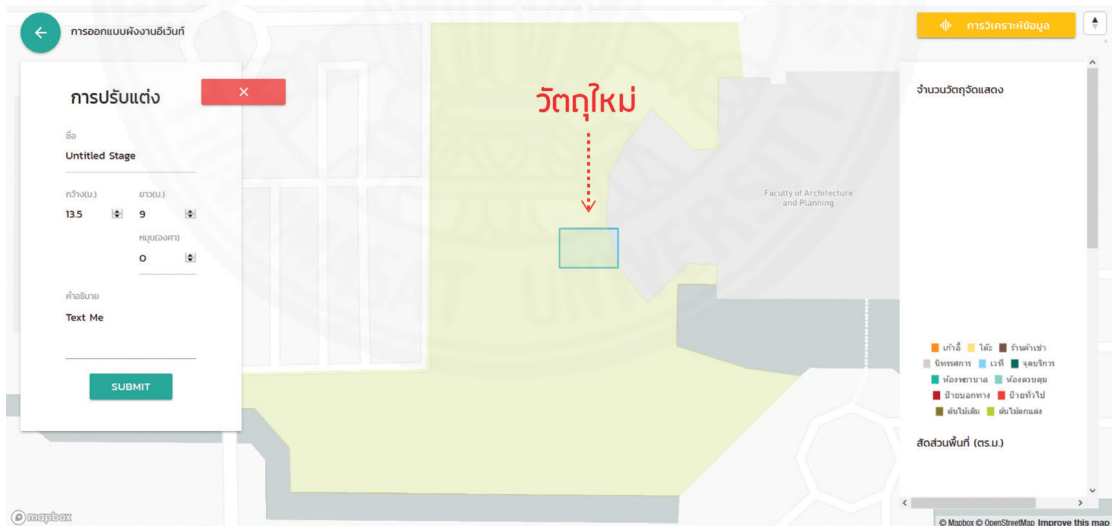 การออกแบบผังงานอีเว้นท์
การวิเคราะห์ข้อมูล
การปรับแต่ง
×
ชื่อ
Untitled Stage
กว้าง(ม.) ยาว(ม.)
13.5 9
หมุน(องศา)
0
คำอธิบาย
Text Me
SUBMIT
วัตถุใหม่
Faculty of Architecture
and Planning
จำนวนวัตถุจัดแสดง
เก้าอี้ โต๊ะ ร้านค้าเช่า
นิทรรศการ เวที จุดบริการ
ห้องพยาบาล ห้องควบคุม
ป้ายบอกทาง ป้ายทั่วไป
ต้นไม้เดิม ต้นไม้ตกแต่ง
สัดส่วนพื้นที่ (ตร.ม.)
mapbox
© Mapbox © OpenStreetMap Improve this map